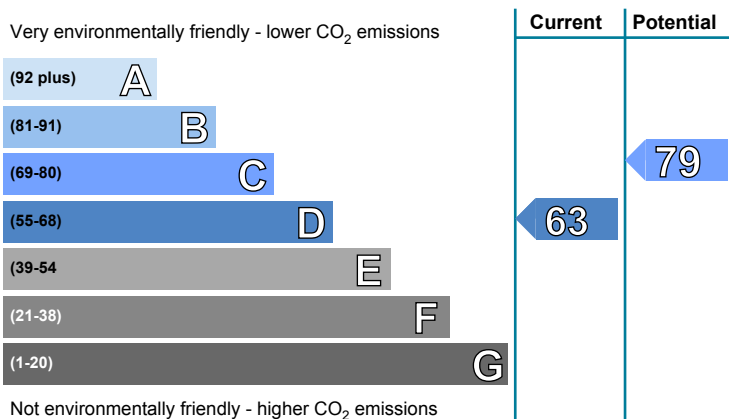 Current Potential
Very environmentally friendly - lower CO2 emissions
(92 plus) A
(81-91) B
(69-80) C
79
(55-68) D
63
(39-54 E
(21-38) F
(1-20) G
Not environmentally friendly - higher CO2 emissions